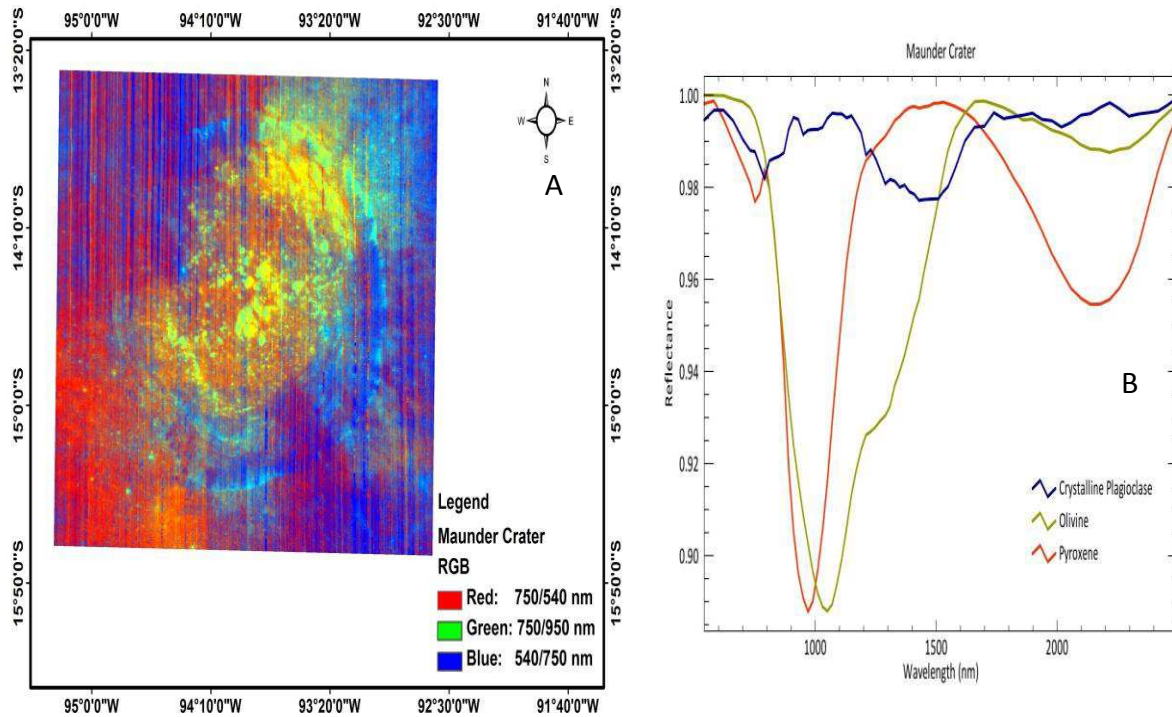 95°0'0"W 94°10'0"W 93°20'0"W 92°30'0"W 91°40'0"W
13°20'0"S
14°10'0"S
15°0'0"S
15°50'0"S
13°20'0"S
14°10'0"S
15°0'0"S
15°50'0"S
N
W E
S
A
Legend
Maunder Crater
RGB
Red: 750/540 nm
Green: 750/950 nm
Blue: 540/750 nm
95°0'0"W 94°10'0"W 93°20'0"W 92°30'0"W 91°40'0"W
Maunder Crater
1.00
0.98
0.96
0.94
0.92
0.90
Reflectance
B
Crystalline Plagioclase
Olivine
Pyroxene
1000 1500 2000
Wavelength (nm)